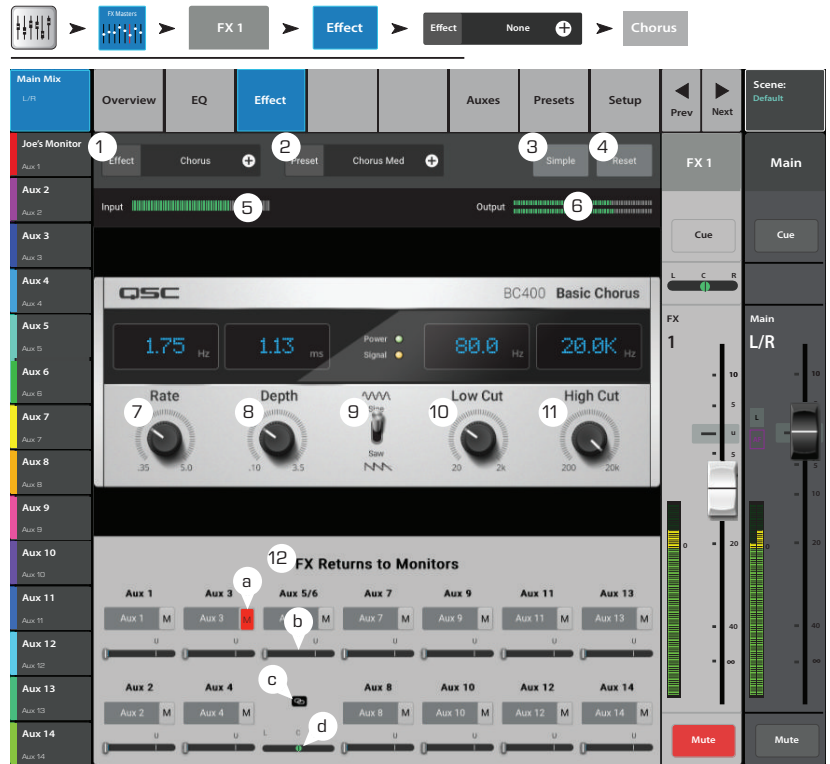 FX Masters
FX 1
Effect
Effect None
Chorus
Main Mix
L/R
Overview EQ Effect Auxes Presets Setup
Prev Next
Scene:
Default
Joe's Monitor
Aux 1
Aux 2
Aux 2
Aux 3
Aux 3
Aux 4
Aux 4
Aux 5
Aux 5
Aux 6
Aux 6
Aux 7
Aux 7
Aux 8
Aux 8
Aux 9
Aux 9
Aux 10
Aux 10
Aux 11
Aux 11
Aux 12
Aux 12
Aux 13
Aux 13
Aux 14
Aux 14
1 2 3 4
Effect Chorus Preset Chorus Med Simple Reset
Input 5 Output 6
QSC BC400 Basic Chorus
1.75 Hz 1.13 ms Power 80.0 Hz 20.0K Hz
Signal
Rate Depth Low Cut High Cut
7 8 9 10 11
Sine
Saw
.35 5.0 .10 3.5 20 2k 200 20k
12 FX Returns to Monitors
a
Aux 1 Aux 3 Aux 5/6 Aux 7 Aux 9 Aux 11 Aux 13
Aux 1 M Aux 3 M M Aux 7 M Aux 9 M Aux 11 M Aux 13 M
b
U U U U U U U
c
Aux 2 Aux 4 Aux 8 Aux 10 Aux 12 Aux 14
Aux 2 M Aux 4 M Aux 8 M Aux 10 M Aux 12 M Aux 14 M
d
U U L C U U U U
FX 1
Cue
L C R
FX
1
10
5
U
5
0 20
40
∞
Mute
Main
Cue
Main
L/R
L
10
5
5
10
0 20
40
∞
Mute